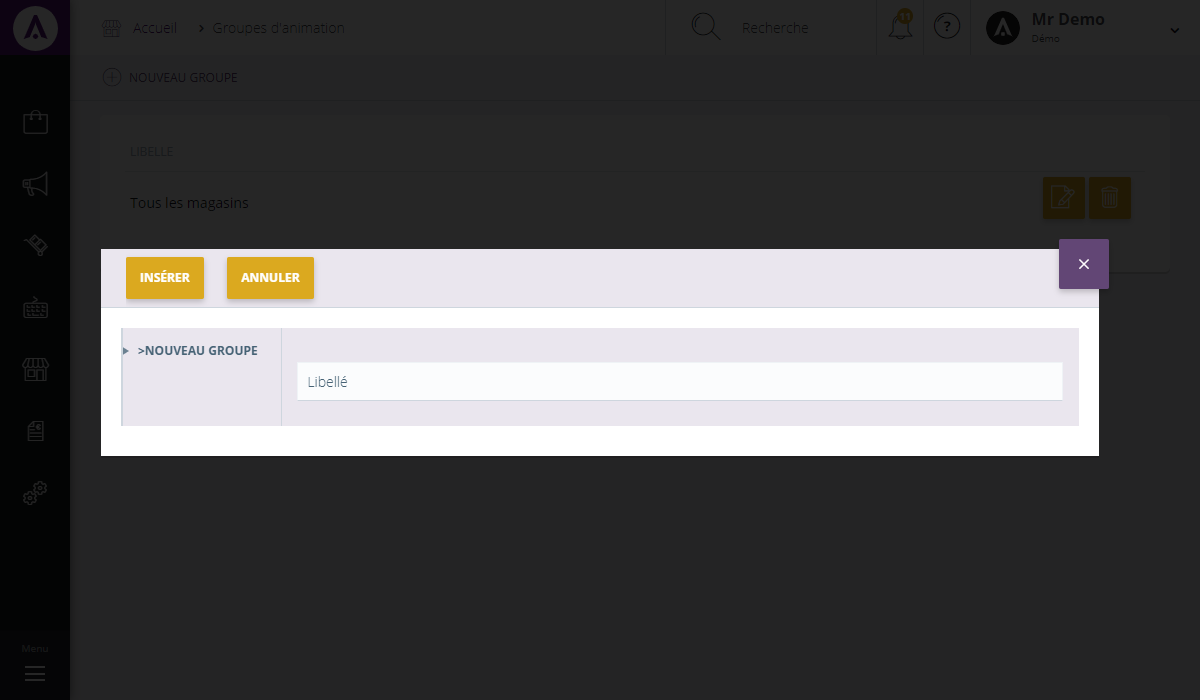 Accueil
Groupes d'animation
Recherche
11
?
Mr Demo
Démo
NOUVEAU GROUPE
LIBELLE
Tous les magasins
INSÉRER
ANNULER
×
>NOUVEAU GROUPE
Libellé
Menu